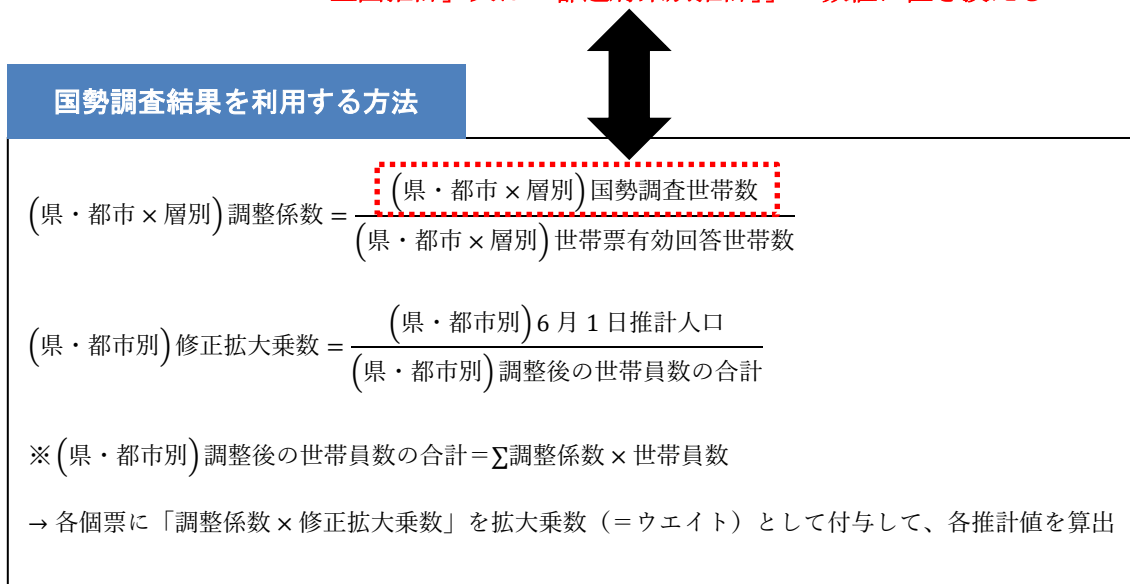 国勢調査結果を利用する方法
(県・都市 × 層別)調整係数 = (県・都市 × 層別)国勢調査世帯数
(県・都市 × 層別)世帯票有効回答世帯数
(県・都市別)修正拡大乗数 = (県・都市別)6 月 1 日推計人口
(県・都市別)調整後の世帯員数の合計
※(県・都市別)調整後の世帯員数の合計=∑調整係数 × 世帯員数
→ 各個票に「調整係数 × 修正拡大乗数」を拡大乗数(=ウエイト)として付与して、各推計値を算出